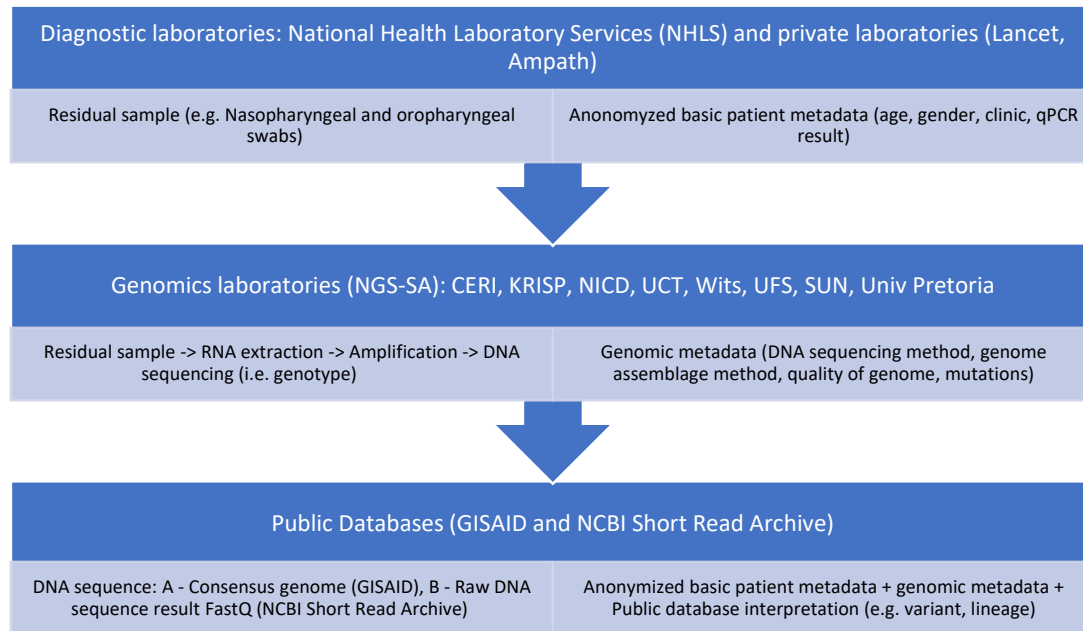 Diagnostic laboratories: National Health Laboratory Services (NHLS) and private laboratories (Lancet,
Ampath)
Residual sample (e.g. Nasopharyngeal and oropharyngeal
swabs)
Anonomyzed basic patient metadata (age, gender, clinic, qPCR
result)
Genomics laboratories (NGS-SA): CERI, KRISP, NICD, UCT, Wits, UFS, SUN, Univ Pretoria
Residual sample -> RNA extraction -> Amplification -> DNA
sequencing (i.e. genotype)
Genomic metadata (DNA sequencing method, genome
assemblage method, quality of genome, mutations)
Public Databases (GISAID and NCBI Short Read Archive)
DNA sequence: A - Consensus genome (GISAID), B - Raw DNA
sequence result FastQ (NCBI Short Read Archive)
Anonymized basic patient metadata + genomic metadata +
Public database interpretation (e.g. variant, lineage)